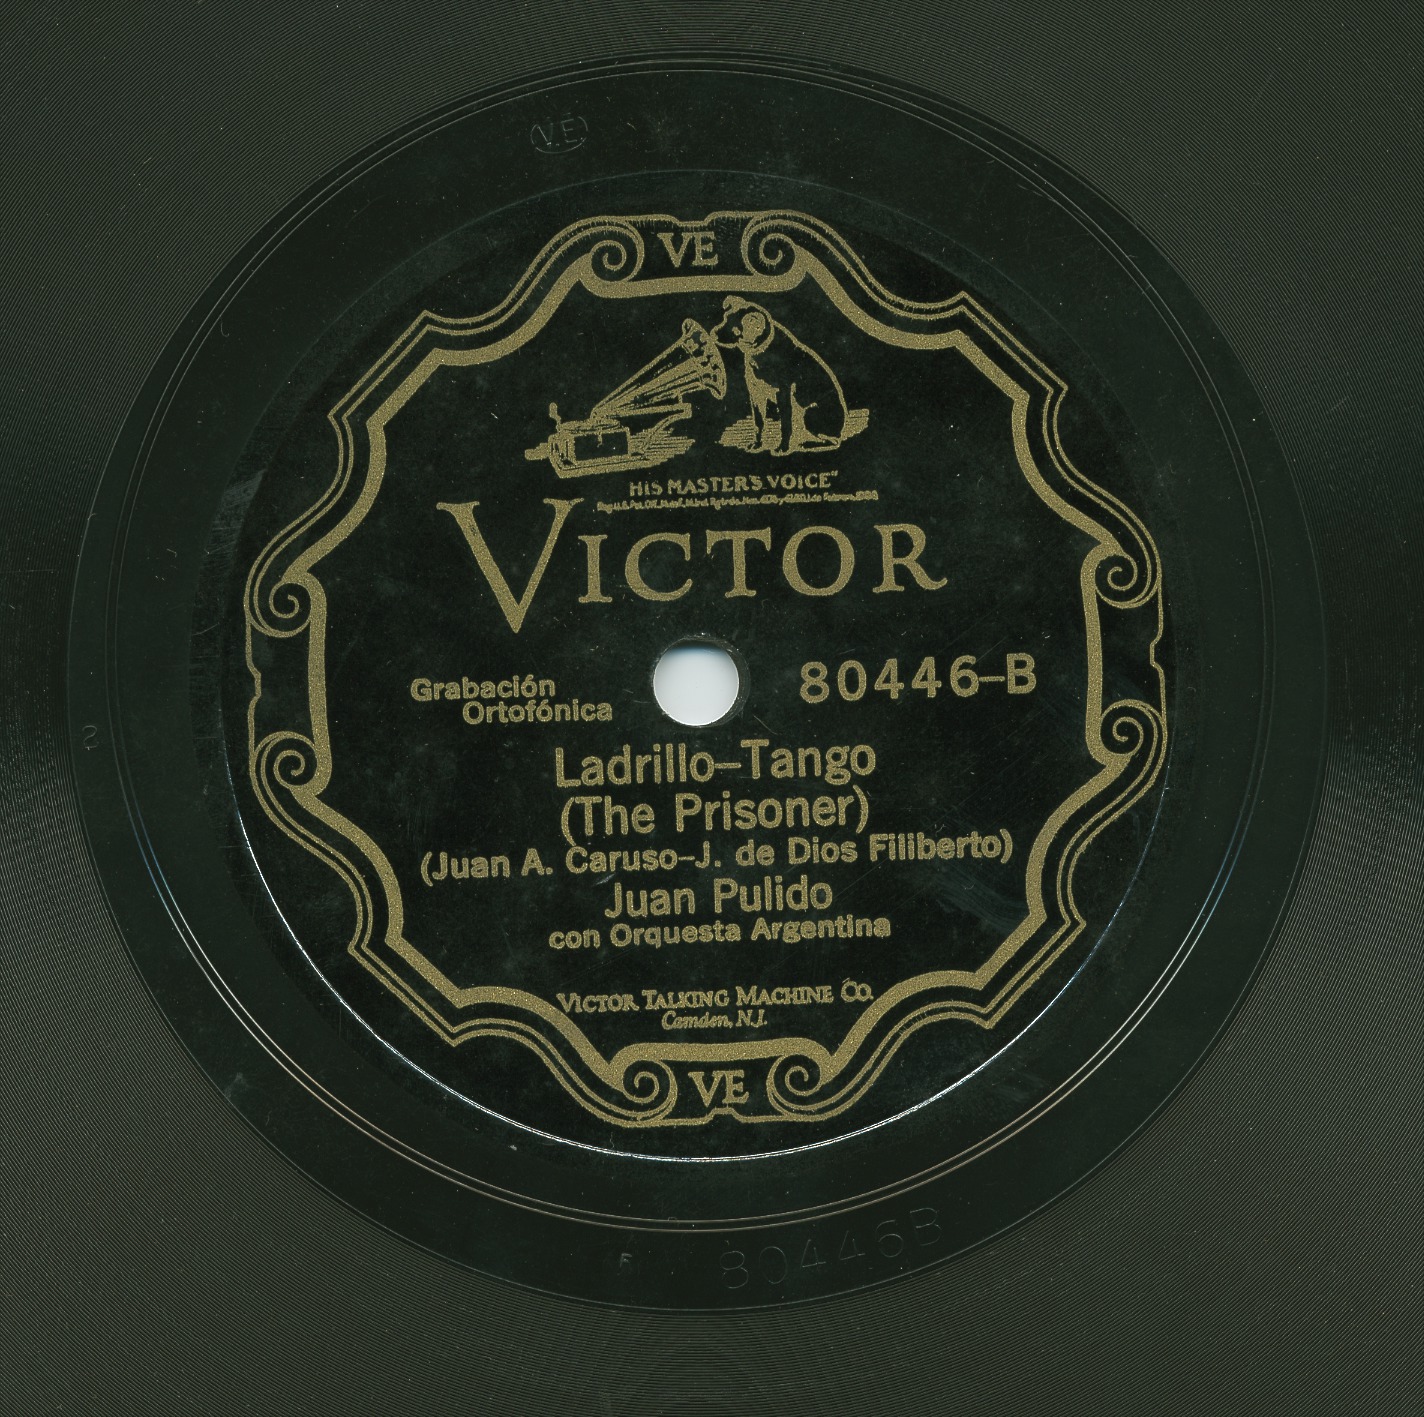 V.E.
VE
"HIS MASTER'S VOICE"
VICTOR
Grabación
Ortofónica
80446-B
2
Ladrillo–Tango
(The Prisoner)
(Juan A. Caruso–J. de Dios Filiberto)
Juan Pulido
con Orquesta Argentina
VICTOR TALKING MACHINE CO.
Camden, N.J.
VE
80446B